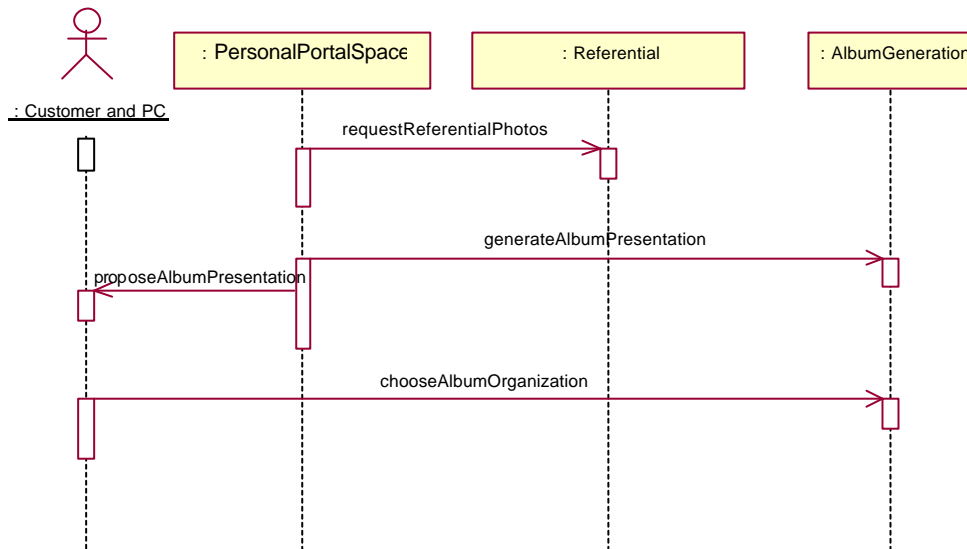 : PersonalPortalSpace
: Referential
: AlbumGeneration
: Customer and PC
requestReferentialPhotos
generateAlbumPresentation
proposeAlbumPresentation
chooseAlbumOrganization